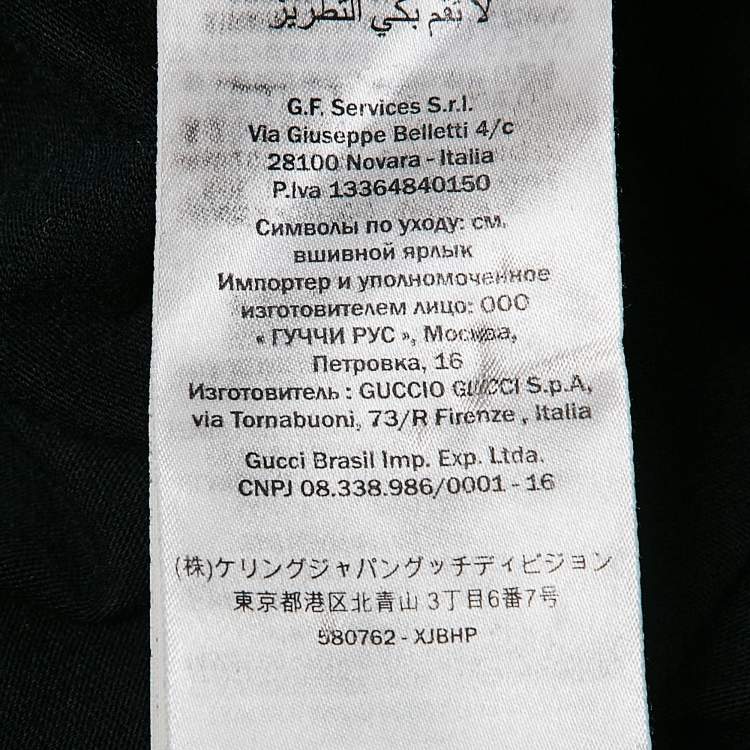 لا تقم بكي التطريز
G.F. Services S.r.l.
Via Giuseppe Belletti 4/c
28100 Novara - Italia
P.Iva 13364840150
Символы по уходу: см.
вшивной ярлык
Импортер и уполномоченное
изготовителем лицо: ООО
« ГУЧЧИ РУС », Москва,
Петровка, 16
Изготовитель : GUCCIO GUCCI S.p.A,
via Tornabuoni, 73/R Firenze , Italia
Gucci Brasil Imp. Exp. Ltda.
CNPJ 08.338.986/0001 - 16
(株)ケリングジャパングッチディビジョン
東京都港区北青山 3丁目6番7号
580762 - XJBHP